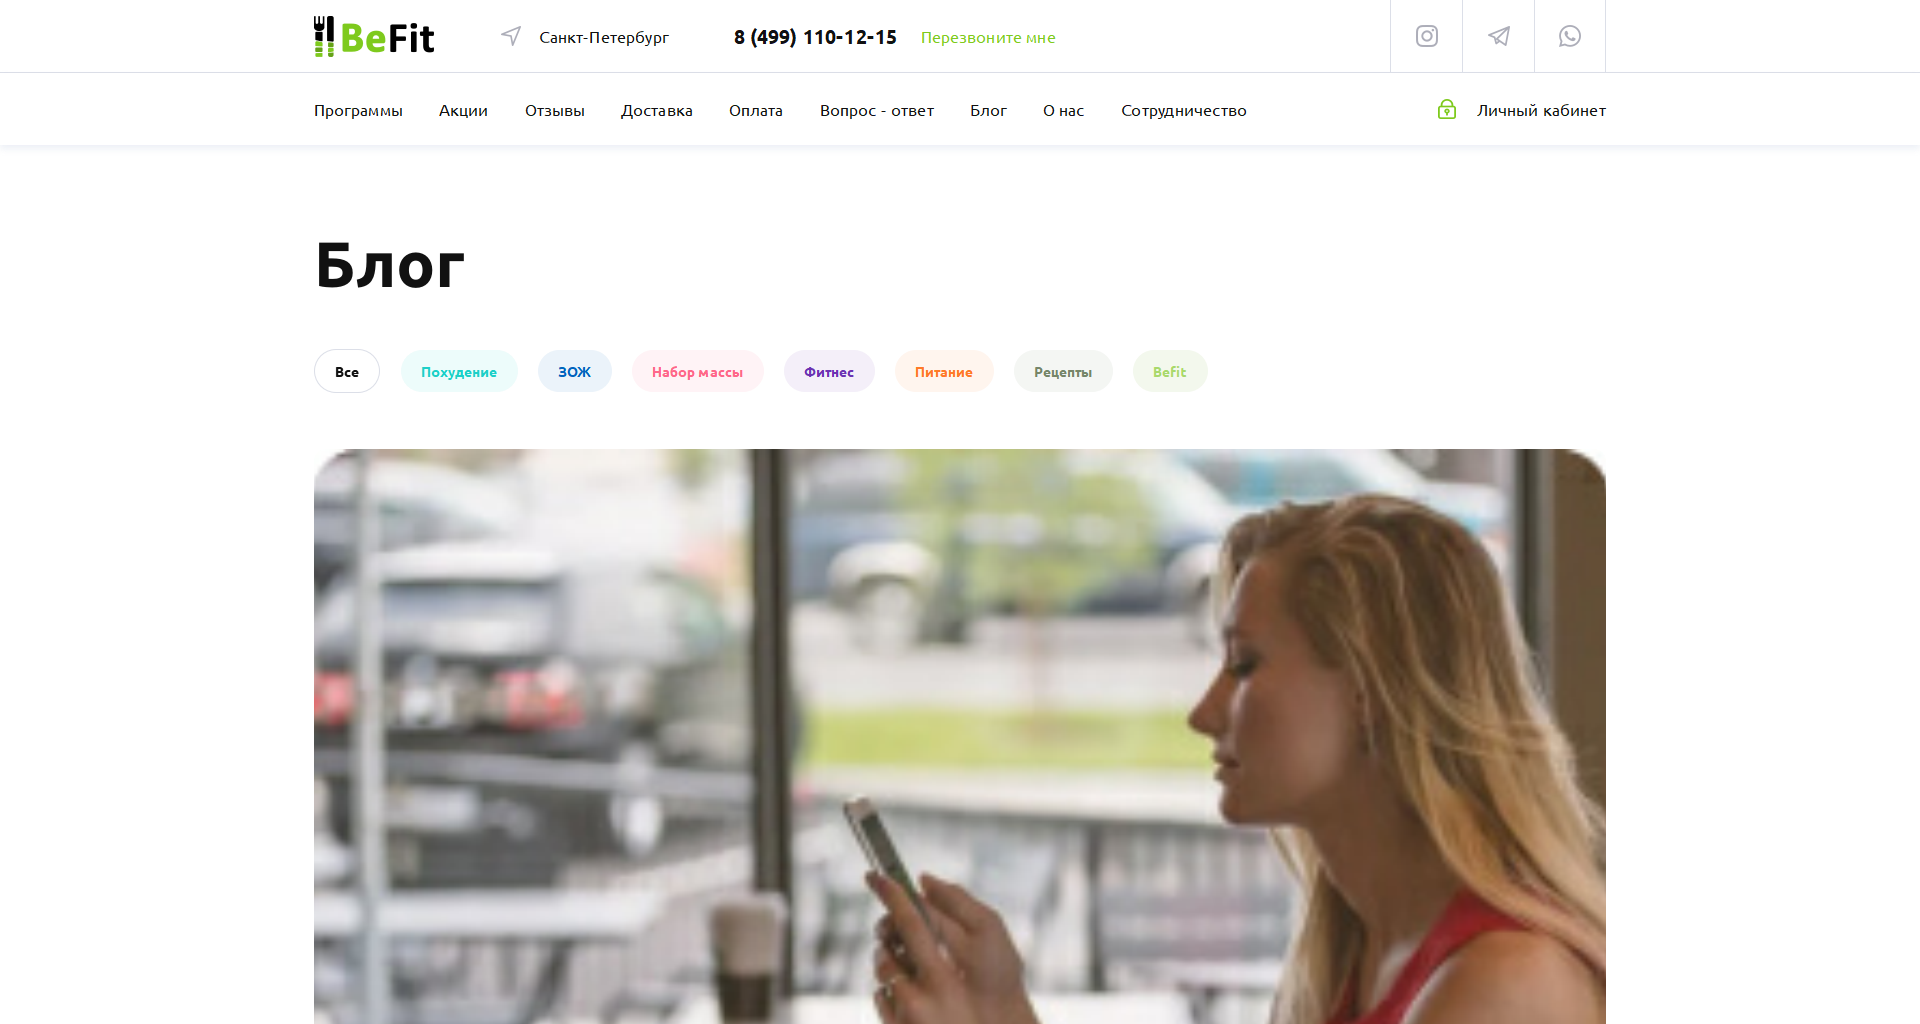 BeFit
Санкт-Петербург
8 (499) 110-12-15
Перезвоните мне
Программы
Акции
Отзывы
Доставка
Оплата
Вопрос - ответ
Блог
О нас
Сотрудничество
Личный кабинет
Блог
Все
Похудение
ЗОЖ
Набор массы
Фитнес
Питание
Рецепты
Befit